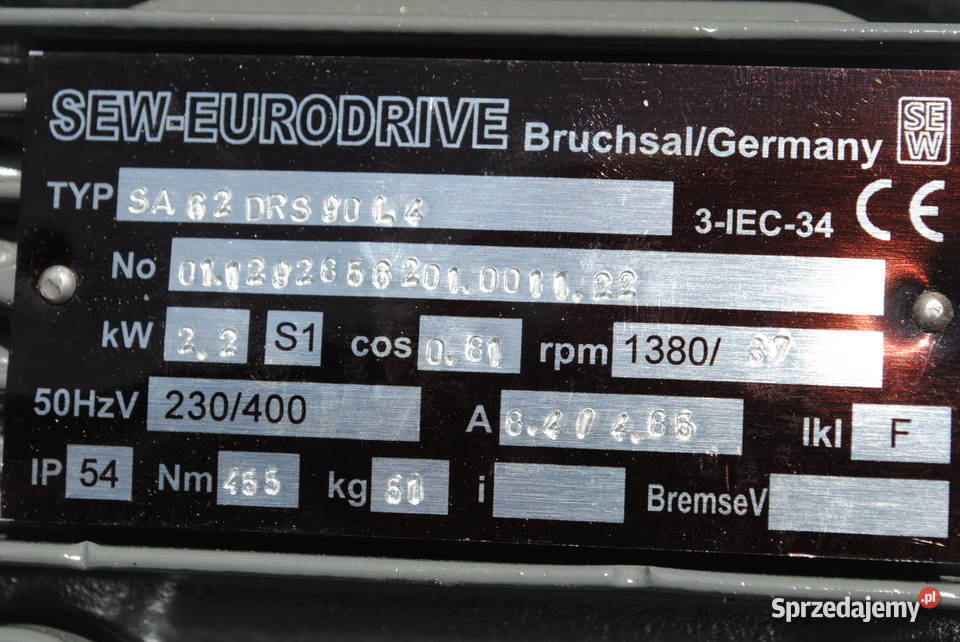 SEW-EURODRIVE Bruchsal/Germany SEW
TYP SA 62 DRS 90 L4 3-IEC-34 CE
No 01.1292656201.0011.22
kW 2.2 S1 cos 0.81 rpm 1380/ 37
50HzV 230/400 A 8.4/4.85 Ikl F
IP 54 Nm 455 kg 50 i BremseV
Sprzedajemy.pl